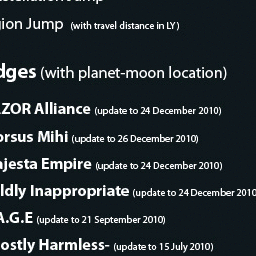 gion Jump (with travel distance in LY)
dges (with planet-moon location)
ZOR Alliance (update to 24 December 2010)
orsus Mihi (update to 26 December 2010)
ajesta Empire (update to 24 December 2010)
ldly Inappropriate (update to 24 December 2010
A.G.E (update to 21 September 2010)
ostly Harmless- (update to 15 July 2010)